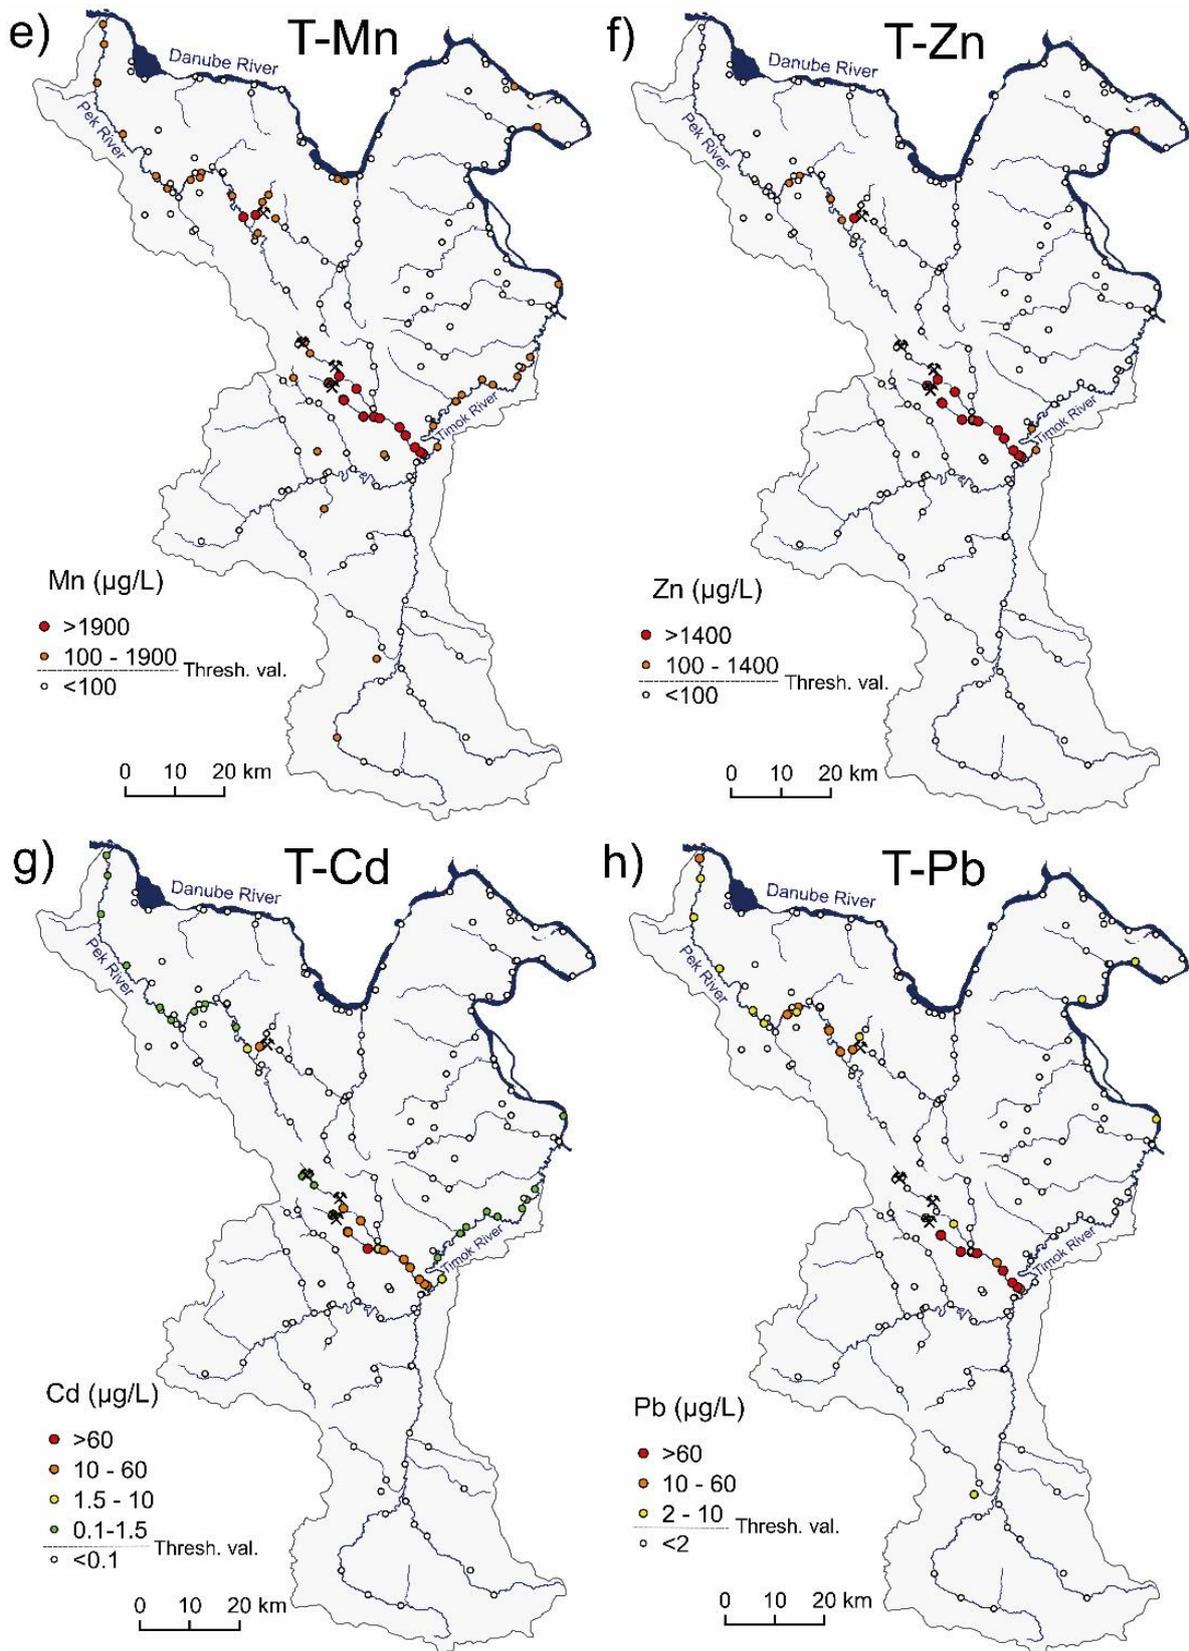 e)
T-Mn
Danube River
Pek River
Timok River
Mn (µg/L)
>1900
100 - 1900
Thresh. val.
<100
0 10 20 km
f)
T-Zn
Danube River
Pek River
Timok River
Zn (µg/L)
>1400
100 - 1400
Thresh. val.
<100
0 10 20 km
g)
T-Cd
Danube River
Pek River
Timok River
Cd (µg/L)
>60
10 - 60
1.5 - 10
0.1-1.5
Thresh. val.
<0.1
0 10 20 km
h)
T-Pb
Danube River
Pek River
Timok River
Pb (µg/L)
>60
10 - 60
2 - 10
Thresh. val.
<2
0 10 20 km